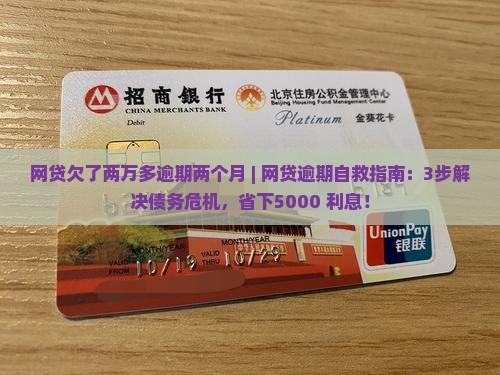 招商银行
CHINA MERCHANTS BANK
北京住房公积金管理中心
Beijing Housing Fund Management Center
Debit
Platinum 金葵花卡
网贷欠了两万多逾期两个月 | 网贷逾期自救指南：3步解
决债务危机，省下5000 利息！
VALID FROM 10/19 VALID THRU 10/29
UnionPay
银联